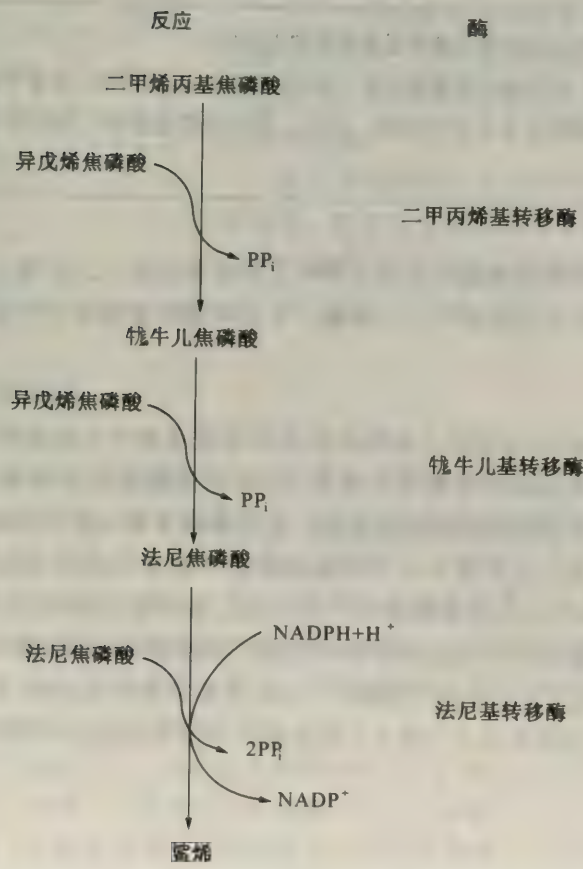 反应
酶
二甲烯丙基焦磷酸
异戊烯焦磷酸
二甲丙烯基转移酶
PPi
牻牛儿焦磷酸
异戊烯焦磷酸
牻牛儿基转移酶
PPi
法尼焦磷酸
NADPH+H⁺
法尼焦磷酸
法尼基转移酶
2PPi
NADP⁺
鲨烯